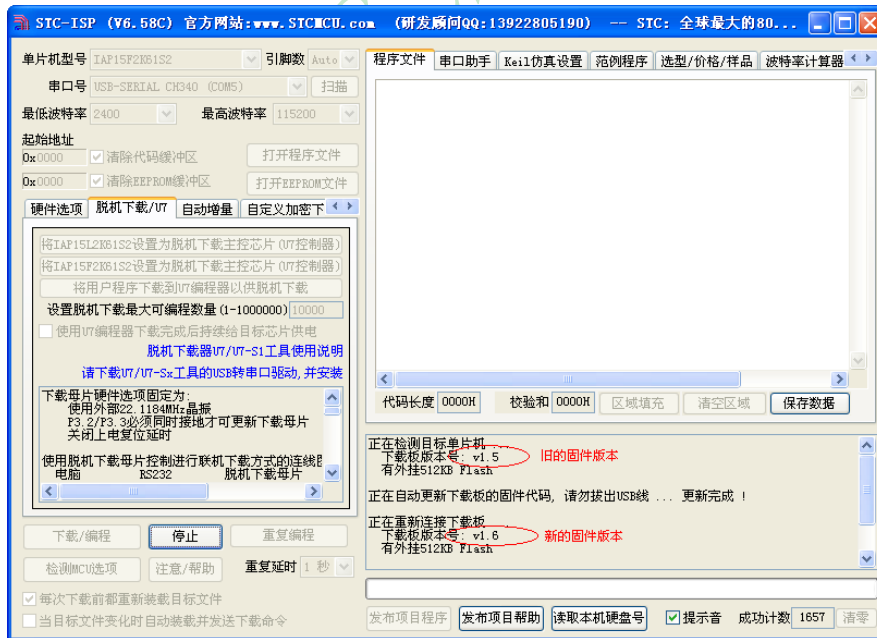 STC-ISP (V6.58C) 官方网站:www.STCMCU.com (研发顾问QQ:13922805190) -- STC: 全球最大的80...
单片机型号 IAP15F2K61S2 引脚数 Auto
串口号 USB-SERIAL CH340 (COM5) 扫描
最低波特率 2400 最高波特率 115200
起始地址
0x0000 清除代码缓冲区 打开程序文件
0x0000 清除EEPROM缓冲区 打开EEPROM文件
硬件选项 脱机下载/U7 自动增量 自定义加密下
将IAP15L2K61S2设置为脱机下载主控芯片(U7控制器)
将IAP15F2K61S2设置为脱机下载主控芯片(U7控制器)
将用户程序下载到U7编程器以供脱机下载
设置脱机下载最大可编程数量(1-1000000) 10000
使用U7编程器下载完成后持续给目标芯片供电
脱机下载器U7/U7-S1工具使用说明
请下载U7/U7-Sx工具的USB转串口驱动,并安装
下载母片硬件选项固定为:
使用外部22.1184MHz晶振
P3.2/P3.3必须同时接地才可更新下载母片
关闭上电复位延时
使用脱机下载母片控制进行联机下载方式的连线图
电脑 RS232 脱机下载母片
下载/编程 停止 重复编程
检测MCU选项 注意/帮助 重复延时 1 秒
每次下载前都重新装载目标文件
当目标文件变化时自动装载并发送下载命令
程序文件 串口助手 Keil仿真设置 范例程序 选型/价格/样品 波特率计算器
代码长度 0000H 校验和 0000H 区域填充 清空区域 保存数据
正在检测目标单片机 ...
下载板版本号: v1.5 旧的固件版本
有外挂512KB Flash
正在自动更新下载板的固件代码, 请勿拔出USB线 ... 更新完成 !
正在重新连接下载板 ...
下载板版本号: v1.6 新的固件版本
有外挂512KB Flash
发布项目程序 发布项目帮助 读取本机硬盘号 提示音 成功计数 1657 清零